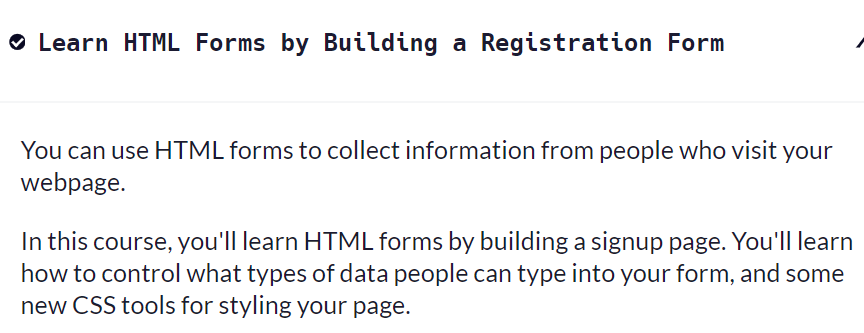 Learn HTML Forms by Building a Registration Form
You can use HTML forms to collect information from people who visit your
webpage.
In this course, you'll learn HTML forms by building a signup page. You'll learn
how to control what types of data people can type into your form, and some
new CSS tools for styling your page.